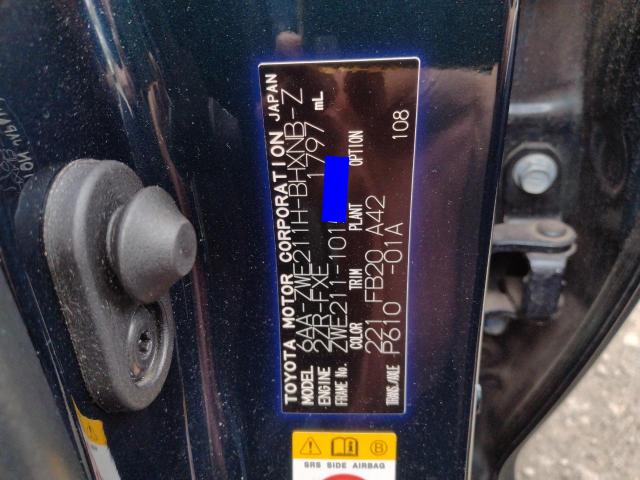 TOYOTA MOTOR CORPORATION JAPAN
MODEL 6AA-ZWE211H-BHXNB-Z
ENGINE 2ZR-FXE 1797 mL
FRAME No. ZWE211-101
COLOR TRIM PLANT OPTION
221 FB20 A42 108
TRANS/AXLE P610 -01A
SRS SIDE AIRBAG